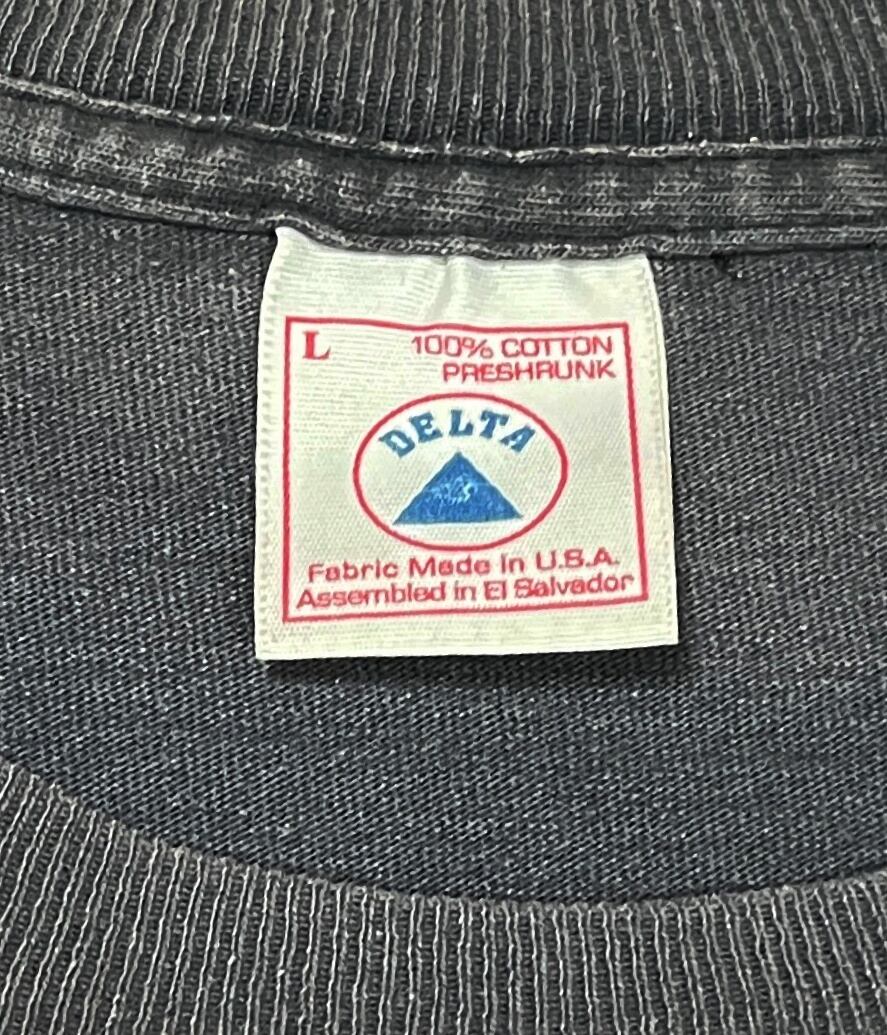 L
100% COTTON
PRESHRUNK
DELTA
Fabric Made in U.S.A.
Assembled in El Salvador